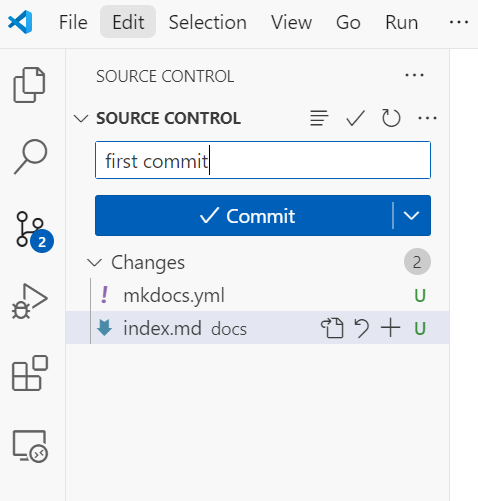 File Edit Selection View Go Run ...
SOURCE CONTROL ...
SOURCE CONTROL ...
first commit
Commit
2
Changes 2
! mkdocs.yml U
index.md docs U